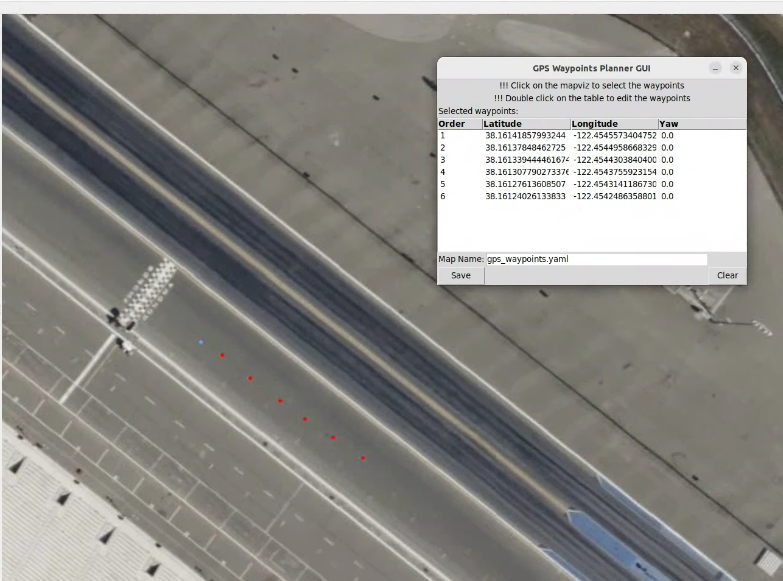 GPS Waypoints Planner GUI
!!! Click on the mapviz to select the waypoints
!!! Double click on the table to edit the waypoints
Selected waypoints:
Order Latitude Longitude Yaw
1 38.16141857993244 -122.4545573404752 0.0
2 38.16137848462725 -122.4544958668329 0.0
3 38.161339444461674 -122.4544303840400 0.0
4 38.161307790273376 -122.4543755923154 0.0
5 38.16127613608507 -122.4543141186730 0.0
6 38.16124026133833 -122.4542486358801 0.0
Map Name: gps_waypoints.yaml
Save Clear